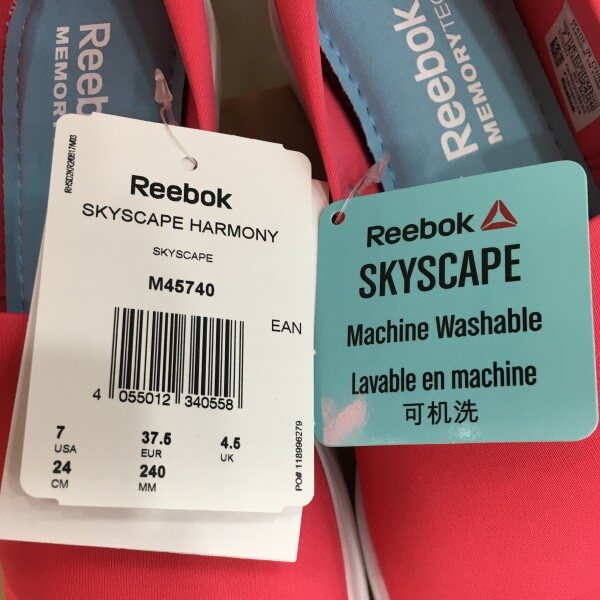 Reebok
MEMORY
Reebok
MEMORYTEC
RHSD2KR2K0817M03
Reebok
SKYSCAPE HARMONY
SKYSCAPE
M45740
EAN
4 055012 340558
7 37.5 4.5
USA EUR UK
24 240
CM MM
PO# 118996279
Reebok
SKYSCAPE
Machine Washable
Lavable en machine
可机洗